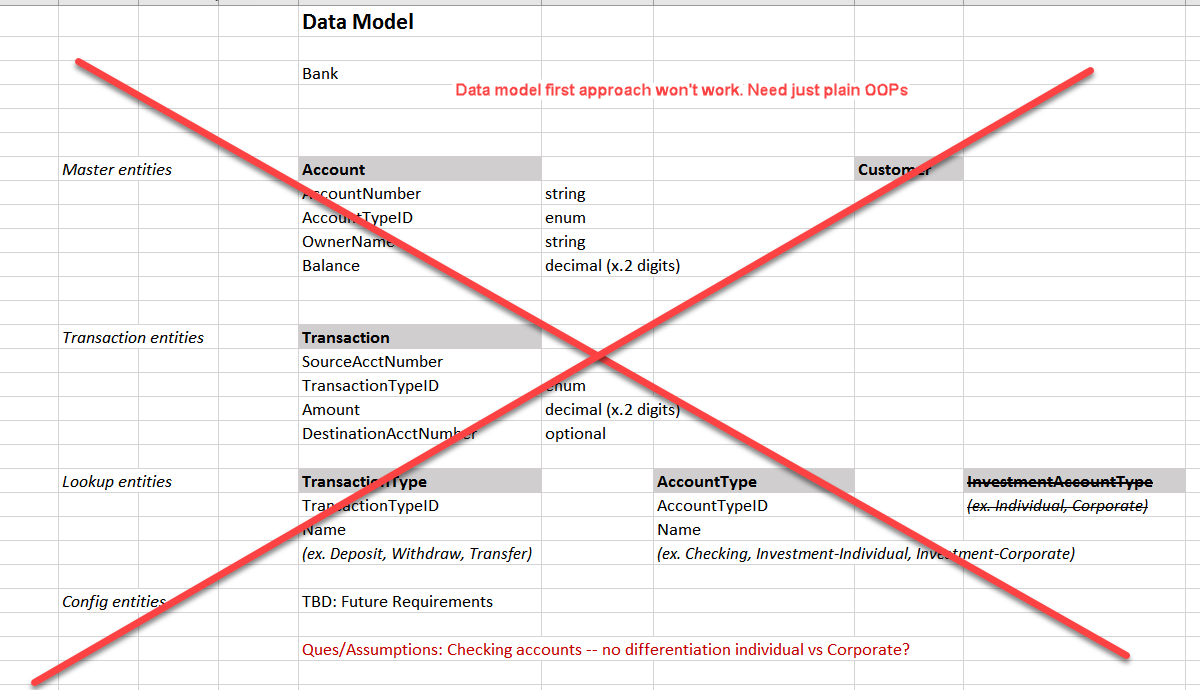 Data Model
Bank
Data model first approach won't work. Need just plain OOPs
Master entities Account Customer
AccountNumber string
AccountTypeID enum
OwnerName string
Balance decimal (x.2 digits)
Transaction entities Transaction
SourceAcctNumber
TransactionTypeID enum
Amount decimal (x.2 digits)
DestinationAcctNumber optional
Lookup entities TransactionType AccountType InvestmentAccountType
TransactionTypeID AccountTypeID (ex. Individual, Corporate)
Name Name
(ex. Deposit, Withdraw, Transfer) (ex. Checking, Investment-Individual, Investment-Corporate)
Config entities TBD: Future Requirements
Ques/Assumptions: Checking accounts -- no differentiation individual vs Corporate?